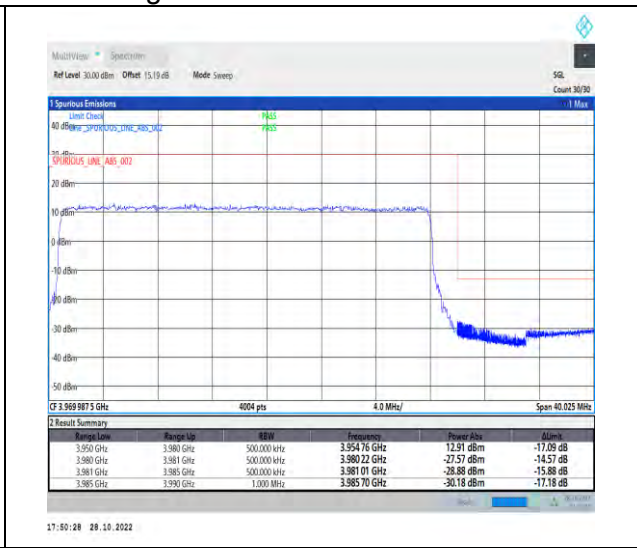 MultiView Spectrum
Ref Level 30.00 dBm Offset 15.19 dB Mode Sweep SGL
Count 30/30
1 Spurious Emissions 1 Max
Limit Check PASS
40 dBm Line _SPURIOUS_LINE_ABS_002 PASS
30 dBm
_SPURIOUS_LINE_ABS_002
20 dBm
10 dBm
0 dBm
-10 dBm
-20 dBm
-30 dBm
-40 dBm
-50 dBm
CF 3.969 987 5 GHz 4004 pts 4.0 MHz/ Span 40.025 MHz
2 Result Summary
Range Low Range Up RBW Frequency Power Abs ΔLimit
3.950 GHz 3.980 GHz 500.000 kHz 3.954 76 GHz 12.91 dBm -17.09 dB
3.980 GHz 3.981 GHz 500.000 kHz 3.980 22 GHz -27.57 dBm -14.57 dB
3.981 GHz 3.985 GHz 500.000 kHz 3.981 01 GHz -28.88 dBm -15.88 dB
3.985 GHz 3.990 GHz 1.000 MHz 3.985 70 GHz -30.18 dBm -17.18 dB
17:50:28 28.10.2022